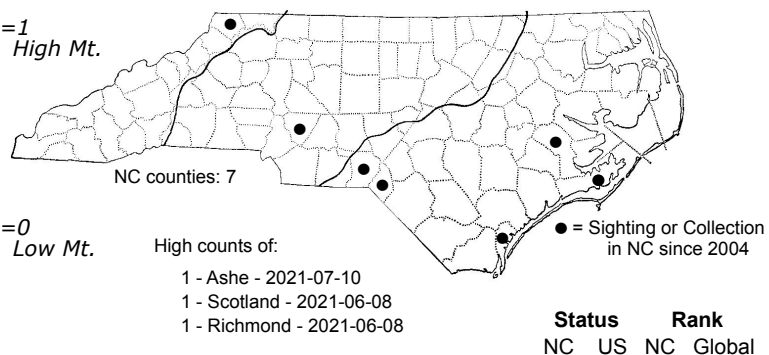 =1
High Mt.
NC counties: 7
=0
Low Mt.
High counts of:
1 - Ashe - 2021-07-10
1 - Scotland - 2021-06-08
1 - Richmond - 2021-06-08
● = Sighting or Collection
in NC since 2004
Status Rank
NC US NC Global